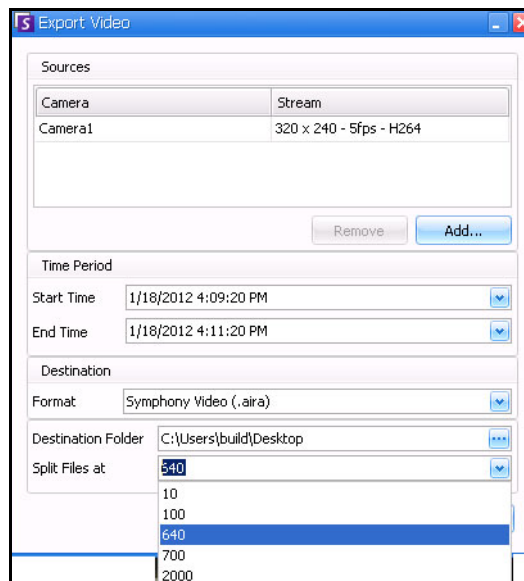 S Export Video
Sources
Camera Stream
Camera1 320 x 240 - 5fps - H264
Remove Add...
Time Period
Start Time 1/18/2012 4:09:20 PM
End Time 1/18/2012 4:11:20 PM
Destination
Format Symphony Video (.aira)
Destination Folder C:\Users\build\Desktop ...
Split Files at 640
10
100
640
700
2000